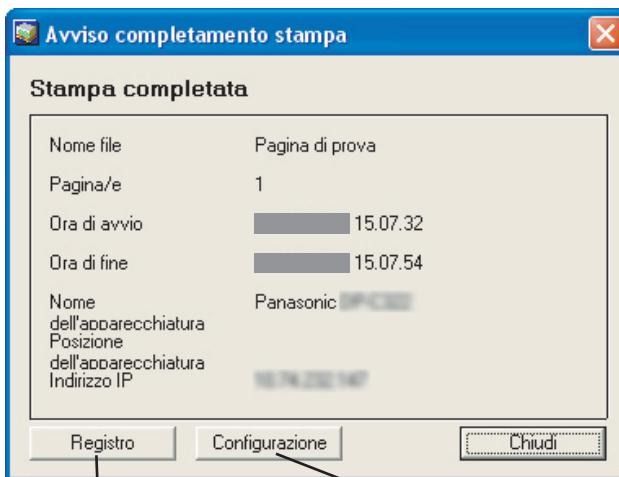 Avviso completamento stampa
Stampa completata
Nome file Pagina di prova
Pagina/e 1
Ora di avvio 15.07.32
Ora di fine 15.07.54
Nome Panasonic
dell'apparecchiatura
Posizione
dell'apparecchiatura
Indirizzo IP
Registro Configurazione Chiudi